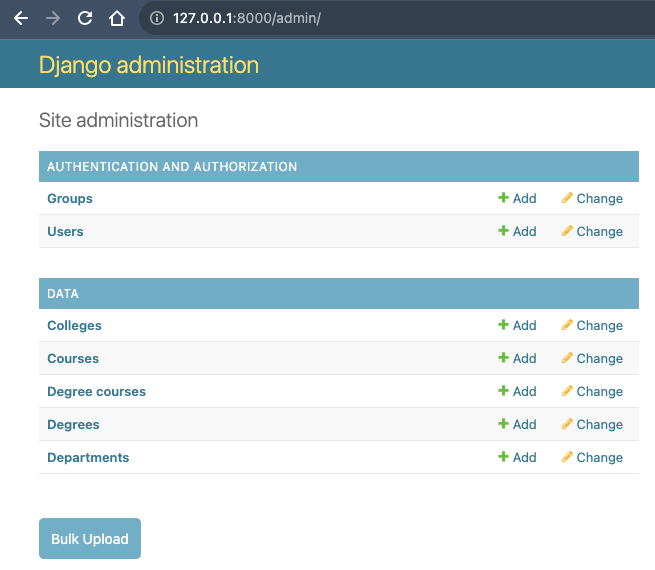 127.0.0.1:8000/admin/
Django administration
Site administration
AUTHENTICATION AND AUTHORIZATION
Groups Add Change
Users Add Change
DATA
Colleges Add Change
Courses Add Change
Degree courses Add Change
Degrees Add Change
Departments Add Change
Bulk Upload